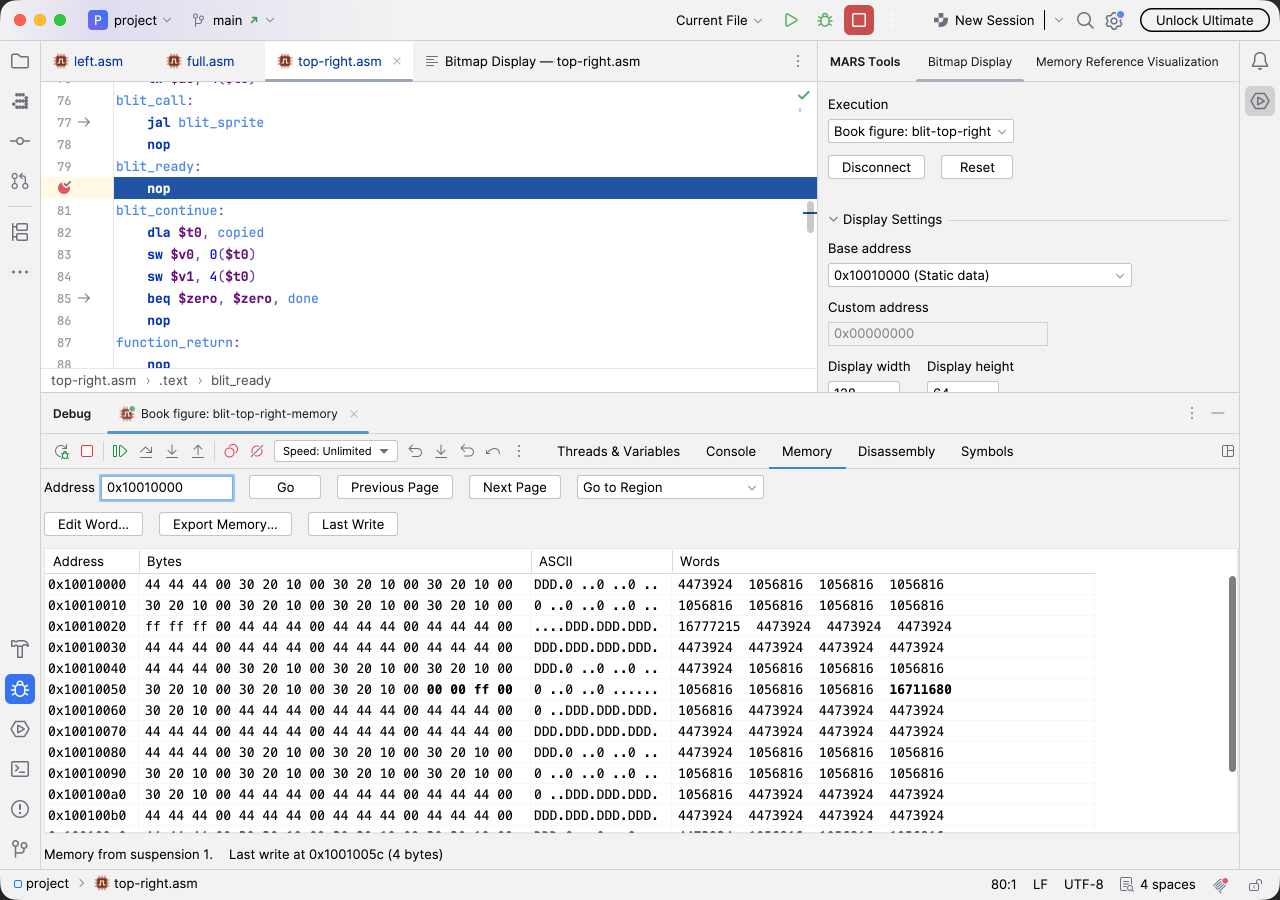 P project main Current File New Session Unlock Ultimate
left.asm full.asm top-right.asm Bitmap Display — top-right.asm MARS Tools Bitmap Display Memory Reference Visualization
76 blit_call:
77 jal blit_sprite
78 nop
79 blit_ready:
nop
81 blit_continue:
82 dla $t0, copied
83 sw $v0, 0($t0)
84 sw $v1, 4($t0)
85 beq $zero, $zero, done
86 nop
87 function_return:
88 nop
top-right.asm › .text › blit_ready
Execution
Book figure: blit-top-right
Disconnect Reset
Display Settings
Base address
0x10010000 (Static data)
Custom address
0x00000000
Display width Display height
128 64
Debug Book figure: blit-top-right-memory
Speed: Unlimited Threads & Variables Console Memory Disassembly Symbols
Address 0x10010000 Go Previous Page Next Page Go to Region
Edit Word... Export Memory... Last Write
Address Bytes ASCII Words
0x10010000 44 44 44 00 30 20 10 00 30 20 10 00 30 20 10 00 DDD.0 ..0 ..0 .. 4473924 1056816 1056816 1056816
0x10010010 30 20 10 00 30 20 10 00 30 20 10 00 30 20 10 00 0 ..0 ..0 ..0 .. 1056816 1056816 1056816 1056816
0x10010020 ff ff ff 00 44 44 44 00 44 44 44 00 44 44 44 00 ....DDD.DDD.DDD. 16777215 4473924 4473924 4473924
0x10010030 44 44 44 00 44 44 44 00 44 44 44 00 44 44 44 00 DDD.DDD.DDD.DDD. 4473924 4473924 4473924 4473924
0x10010040 44 44 44 00 30 20 10 00 30 20 10 00 30 20 10 00 DDD.0 ..0 ..0 .. 4473924 1056816 1056816 1056816
0x10010050 30 20 10 00 30 20 10 00 30 20 10 00 00 00 ff 00 0 ..0 ..0 ...... 1056816 1056816 1056816 16711680
0x10010060 30 20 10 00 44 44 44 00 44 44 44 00 44 44 44 00 0 ..DDD.DDD.DDD. 1056816 4473924 4473924 4473924
0x10010070 44 44 44 00 44 44 44 00 44 44 44 00 44 44 44 00 DDD.DDD.DDD.DDD. 4473924 4473924 4473924 4473924
0x10010080 44 44 44 00 30 20 10 00 30 20 10 00 30 20 10 00 DDD.0 ..0 ..0 .. 4473924 1056816 1056816 1056816
0x10010090 30 20 10 00 30 20 10 00 30 20 10 00 30 20 10 00 0 ..0 ..0 ..0 .. 1056816 1056816 1056816 1056816
0x100100a0 30 20 10 00 44 44 44 00 44 44 44 00 44 44 44 00 0 ..DDD.DDD.DDD. 1056816 4473924 4473924 4473924
0x100100b0 44 44 44 00 44 44 44 00 44 44 44 00 44 44 44 00 DDD.DDD.DDD.DDD. 4473924 4473924 4473924 4473924
Memory from suspension 1. Last write at 0x1001005c (4 bytes)
project › top-right.asm 80:1 LF UTF-8 4 spaces